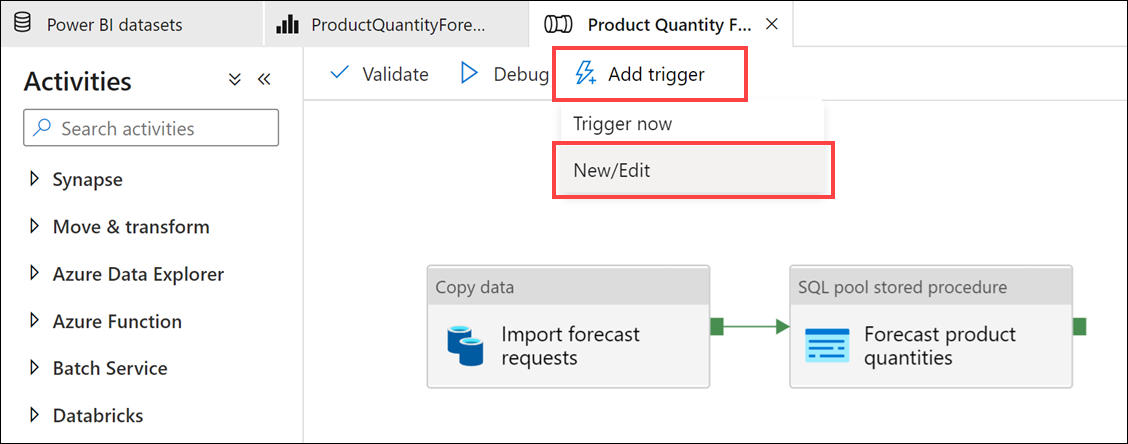 Power BI datasets
ProductQuantityFore...
Product Quantity F...
Activities
Validate
Debug
Add trigger
Search activities
Trigger now
New/Edit
Synapse
Move & transform
Azure Data Explorer
Azure Function
Batch Service
Databricks
Copy data
Import forecast
requests
SQL pool stored procedure
Forecast product
quantities